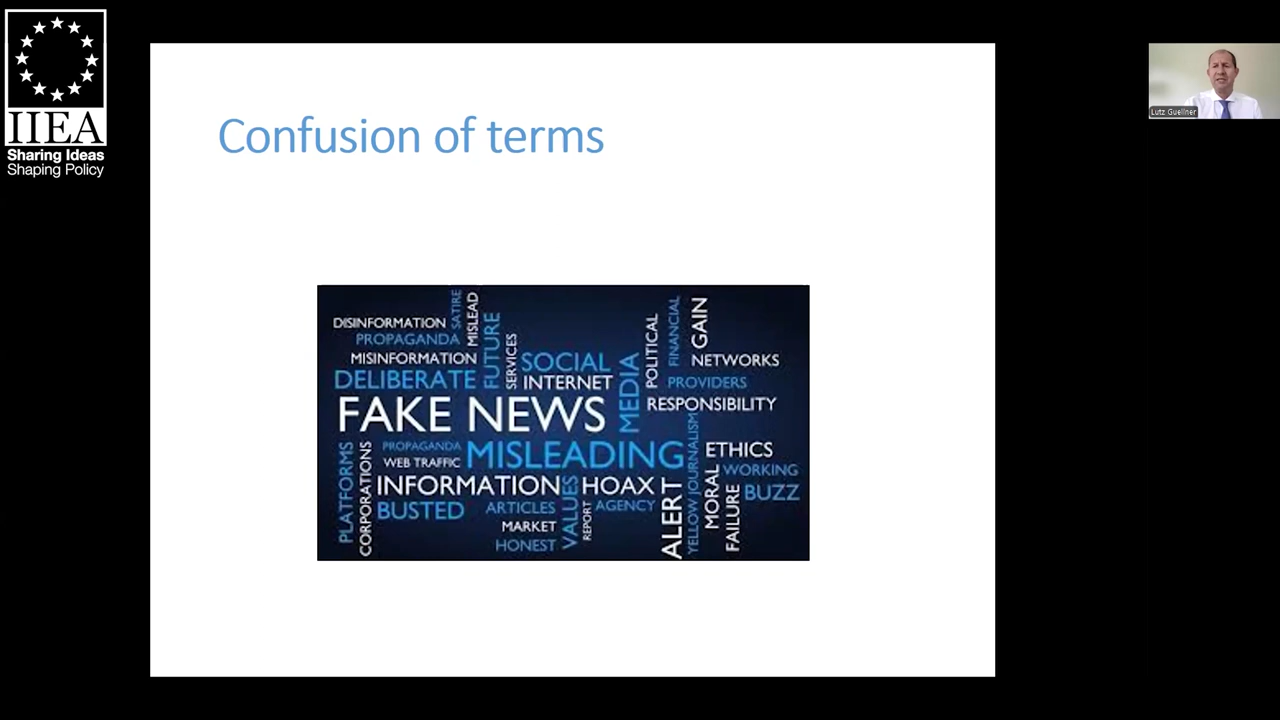 IIEA
Sharing Ideas
Shaping Policy
Confusion of terms
Lutz Guellner
DISINFORMATION
PROPAGANDA
MISINFORMATION
DELIBERATE
SATIRE
MISLEAD
FUTURE
SERVICES
SOCIAL
INTERNET
MEDIA
POLITICAL
FINANCIAL
GAIN
NETWORKS
PROVIDERS
RESPONSIBILITY
FAKE NEWS
PLATFORMS
CORPORATIONS
PROPAGANDA
WEB TRAFFIC
MISLEADING
INFORMATION
BUSTED
ARTICLES
MARKET
HONEST
VALUES
HOAX
REPORT
AGENCY
ALERT
YELLOW JOURNALISM
ETHICS
MORAL
WORKING
FAILURE
BUZZ